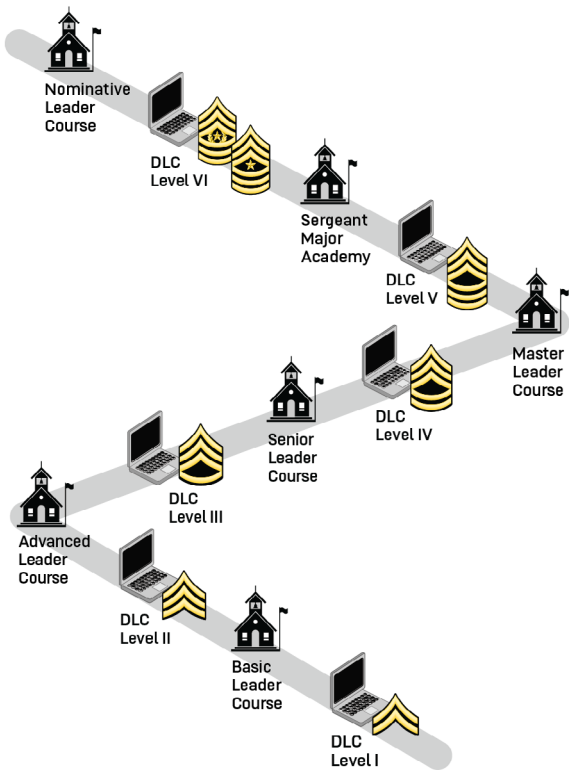 Nominative
Leader
Course
DLC
Level VI
Sergeant
Major
Academy
DLC
Level V
Master
Leader
Course
DLC
Level IV
Senior
Leader
Course
DLC
Level III
Advanced
Leader
Course
DLC
Level II
Basic
Leader
Course
DLC
Level I